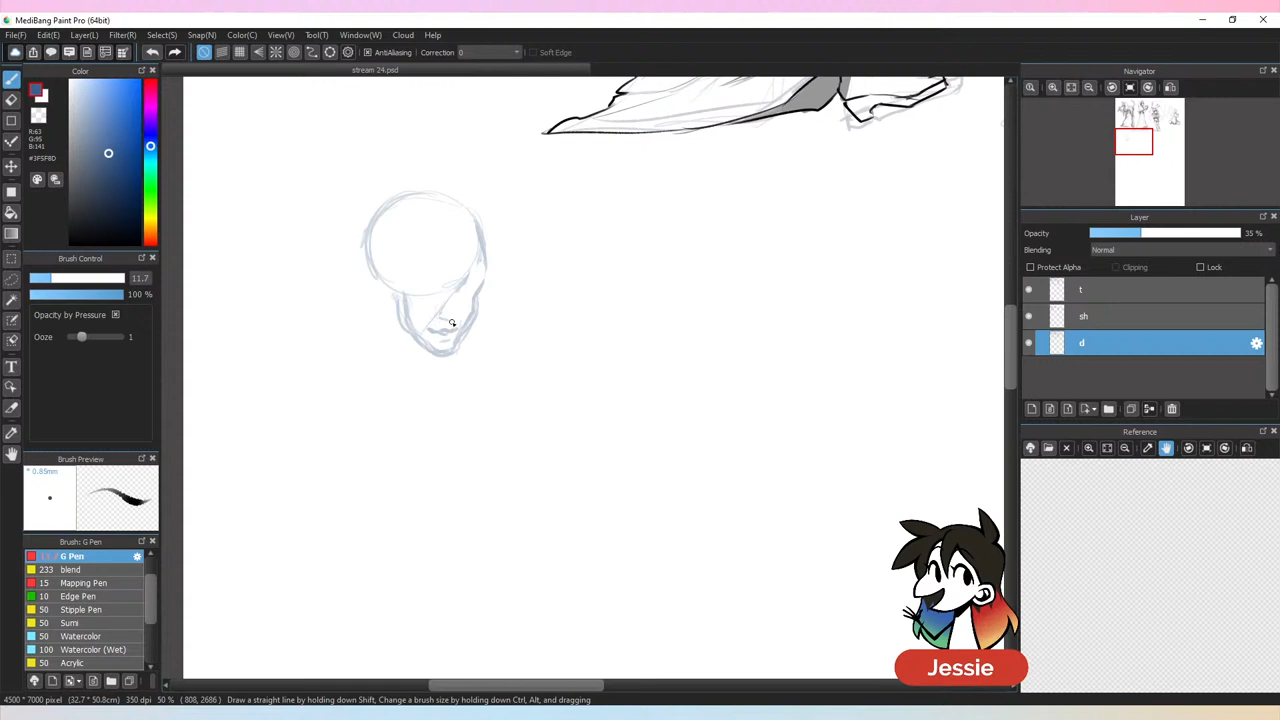 MediBang Paint Pro (64bit)
File(F) Edit(E) Layer(L) Filter(R) Select(S) Snap(N) Color(C) View(V) Tool(T) Window(W) Cloud Help
AntiAliasing Correction 0 Soft Edge
Color
stream 24.psd
Navigator
R:63
G:95
B:141
#3F5F8D
Layer
Opacity 35 %
Blending Normal
Protect Alpha Clipping Lock
t
sh
d
Brush Control
11.7
100 %
Opacity by Pressure
Ooze 1
Reference
Brush Preview
* 0.85mm
Brush: G Pen
G Pen
233 blend
15 Mapping Pen
10 Edge Pen
50 Stipple Pen
50 Sumi
50 Watercolor
100 Watercolor (Wet)
50 Acrylic
Jessie
4500 * 7000 pixel (32.7 * 50.8cm) 350 dpi 50 % ( 808, 2686 ) Draw a straight line by holding down Shift, Change a brush size by holding down Ctrl, Alt, and dragging